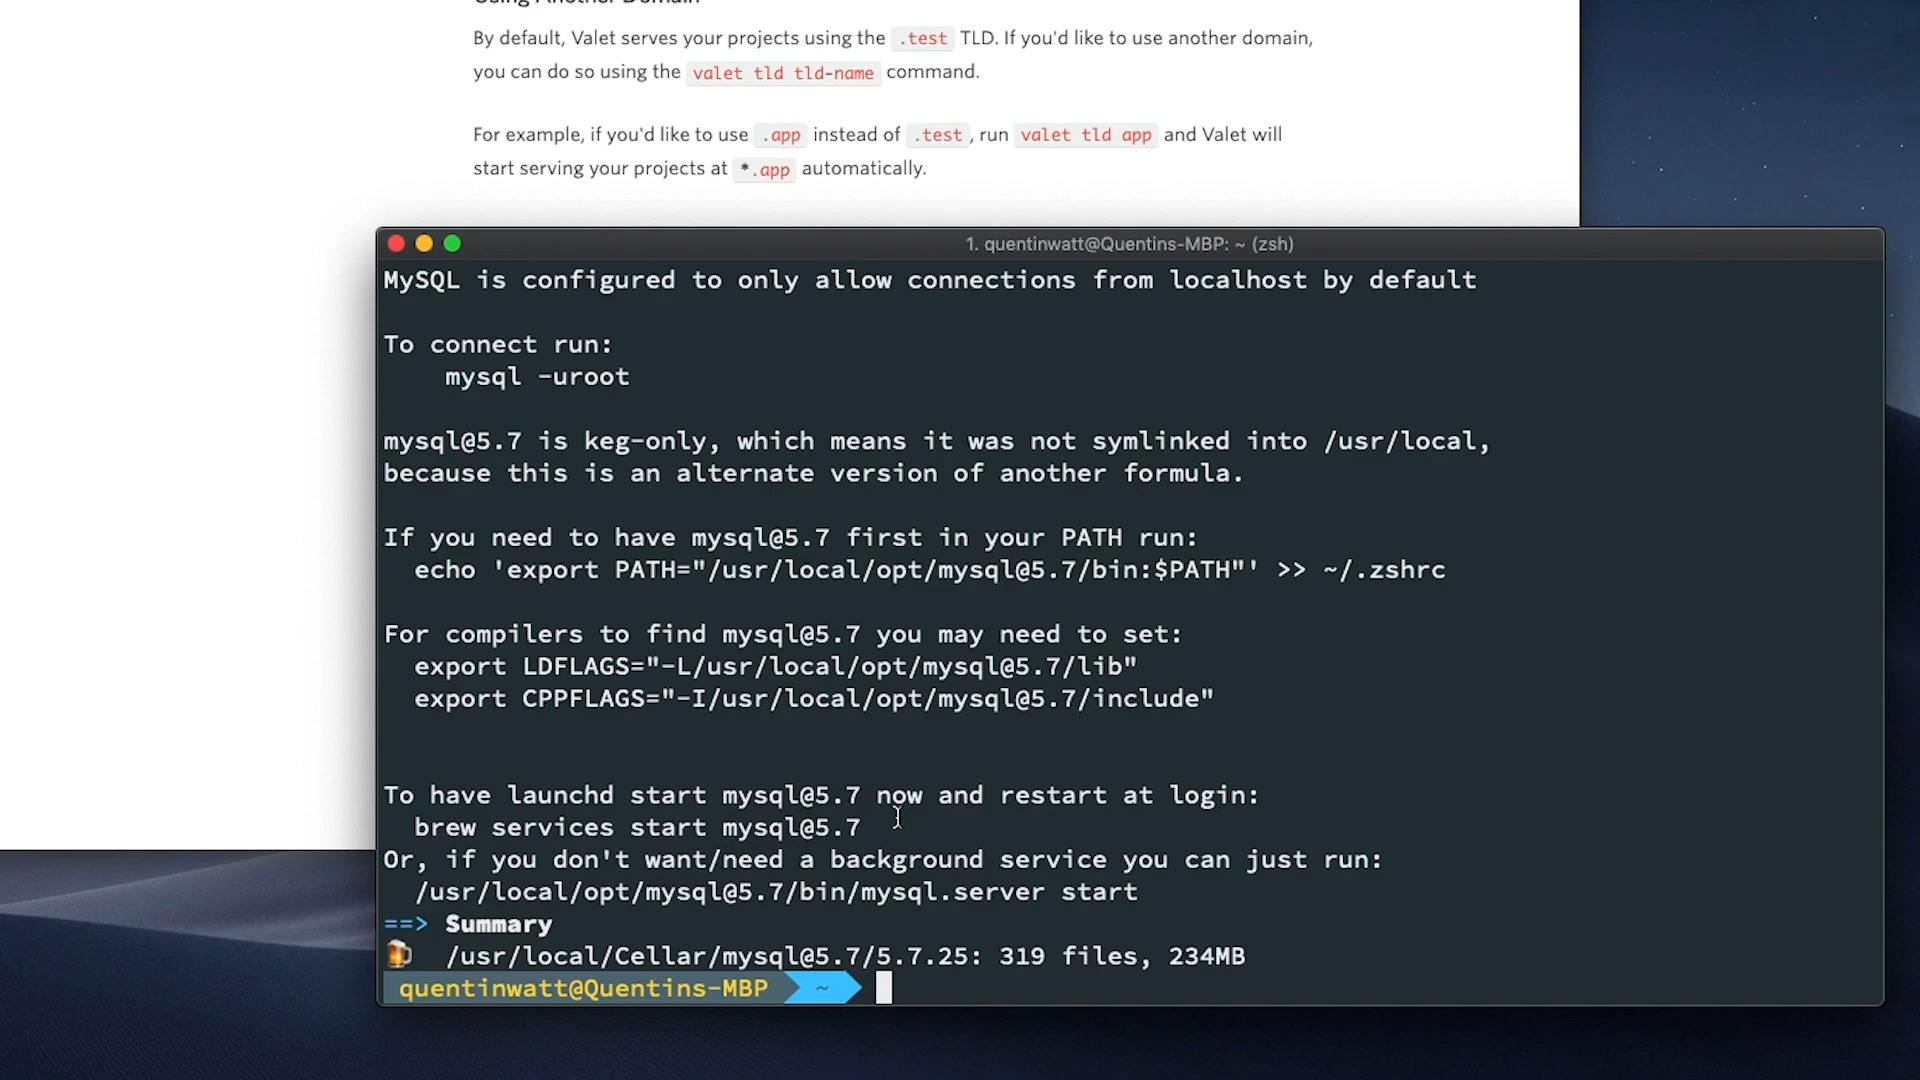 Using Another Domain
By default, Valet serves your projects using the .test TLD. If you'd like to use another domain,
you can do so using the valet tld tld-name command.
For example, if you'd like to use .app instead of .test, run valet tld app and Valet will
start serving your projects at *.app automatically.
1. quentinwatt@Quentins-MBP: ~ (zsh)
MySQL is configured to only allow connections from localhost by default
To connect run:
mysql -uroot
mysql@5.7 is keg-only, which means it was not symlinked into /usr/local,
because this is an alternate version of another formula.
If you need to have mysql@5.7 first in your PATH run:
echo 'export PATH="/usr/local/opt/mysql@5.7/bin:$PATH"' >> ~/.zshrc
For compilers to find mysql@5.7 you may need to set:
export LDFLAGS="-L/usr/local/opt/mysql@5.7/lib"
export CPPFLAGS="-I/usr/local/opt/mysql@5.7/include"
To have launchd start mysql@5.7 now and restart at login:
brew services start mysql@5.7
Or, if you don't want/need a background service you can just run:
/usr/local/opt/mysql@5.7/bin/mysql.server start
==> Summary
🍺 /usr/local/Cellar/mysql@5.7/5.7.25: 319 files, 234MB
quentinwatt@Quentins-MBP ~